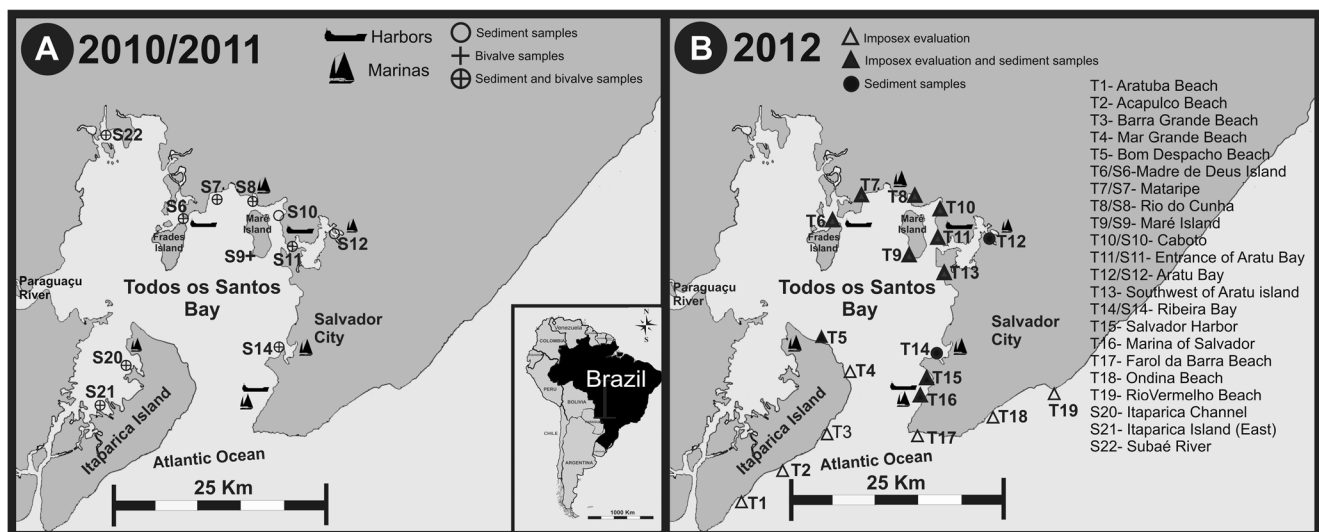 A 2010/2011
Harbors
Marinas
Sediment samples
Bivalve samples
Sediment and bivalve samples
S22
S7
S8
S10
S6
Maré
Island
S12
Frades
Island
S9
S11
Paraguaçu
River
Todos os Santos
Bay
Salvador
City
S14
S20
S21
Itaparica Island
Atlantic Ocean
25 Km
Venezuela
COLOMBIA
Brazil
PERU
BOLIVIA
CHILE
ARGENTINA
N
1000 Km
B 2012
Imposex evaluation
Imposex evaluation and sediment samples
Sediment samples
T7
T8
T10
T6
Maré
Island
T11
T12
Frades
Island
T9
T13
Paraguaçu
River
Todos os Santos
Bay
Salvador
City
T5
T14
T4
T15
T16
T18
T19
T3
T17
Itaparica Island
Atlantic Ocean
T2
25 Km
T1
T1- Aratuba Beach
T2- Acapulco Beach
T3- Barra Grande Beach
T4- Mar Grande Beach
T5- Bom Despacho Beach
T6/S6-Madre de Deus Island
T7/S7- Mataripe
T8/S8- Rio do Cunha
T9/S9- Maré Island
T10/S10- Caboto
T11/S11- Entrance of Aratu Bay
T12/S12- Aratu Bay
T13- Southwest of Aratu island
T14/S14- Ribeira Bay
T15- Salvador Harbor
T16- Marina of Salvador
T17- Farol da Barra Beach
T18- Ondina Beach
T19- RioVermelho Beach
S20- Itaparica Channel
S21- Itaparica Island (East)
S22- Subaé River